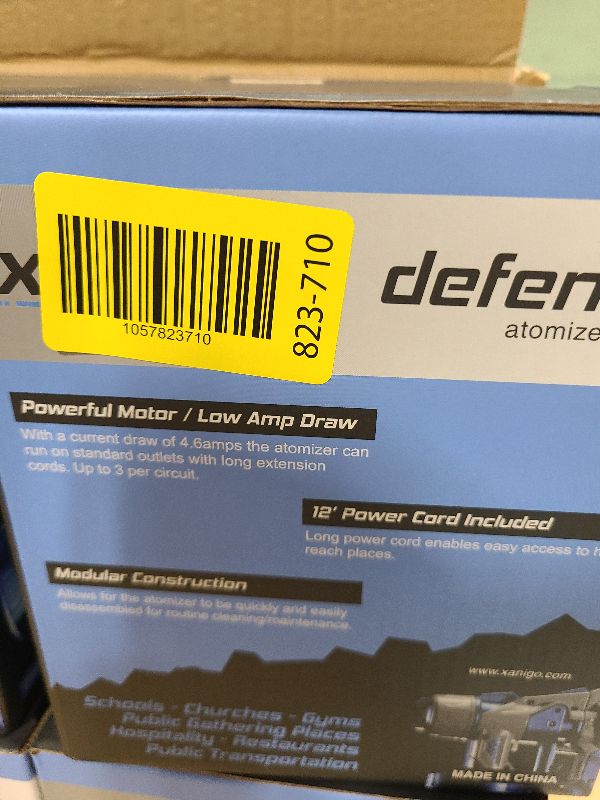 x
1057823710
823-710
defen
atomize
Powerful Motor / Low Amp Draw
With a current draw of 4.6amps the atomizer can
run on standard outlets with long extension
cords. Up to 3 per circuit.
12' Power Cord Included
Long power cord enables easy access to h
reach places.
Modular Construction
Allows for the atomizer to be quickly and easily
disassembled for routine cleaning/maintenance.
www.xanigo.com
Schools - Churches - Gyms
Public Gathering Places
Hospitality - Restaurants
Public Transportation
MADE IN CHINA